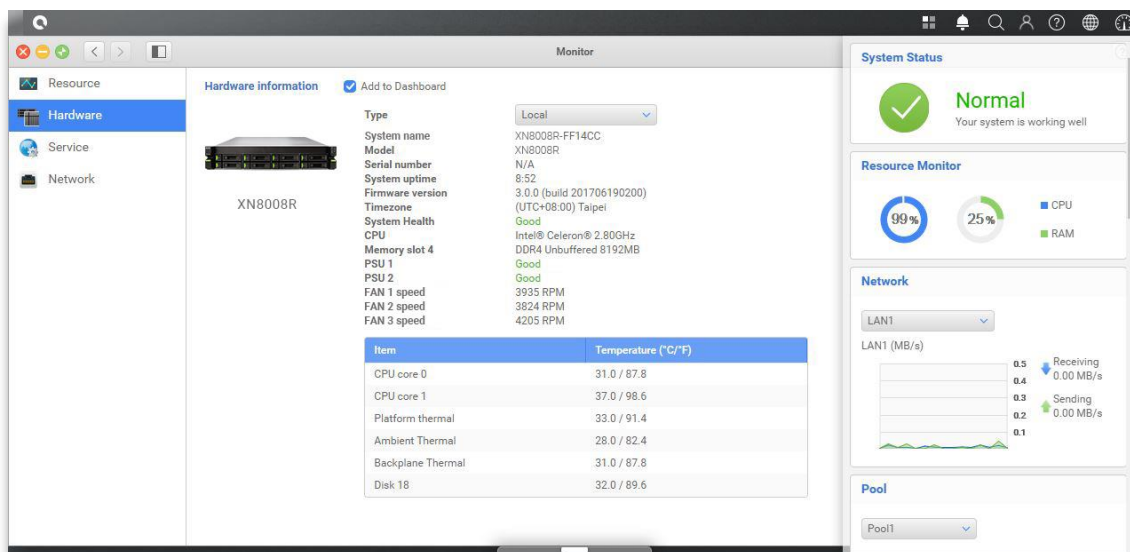 Monitor
Resource
Hardware
Service
Network
Hardware information
Add to Dashboard
XN8008R
Type Local
System name XN8008R-FF14CC
Model XN8008R
Serial number N/A
System uptime 8:52
Firmware version 3.0.0 (build 201706190200)
Timezone (UTC+08:00) Taipei
System Health Good
CPU Intel® Celeron® 2.80GHz
Memory slot 4 DDR4 Unbuffered 8192MB
PSU 1 Good
PSU 2 Good
FAN 1 speed 3935 RPM
FAN 2 speed 3824 RPM
FAN 3 speed 4205 RPM
Item Temperature (°C/°F)
CPU core 0 31.0 / 87.8
CPU core 1 37.0 / 98.6
Platform thermal 33.0 / 91.4
Ambient Thermal 28.0 / 82.4
Backplane Thermal 31.0 / 87.8
Disk 18 32.0 / 89.6
System Status
Normal
Your system is working well
Resource Monitor
99%
25%
CPU
RAM
Network
LAN1
LAN1 (MB/s)
0.5
0.4
0.3
0.2
0.1
Receiving
0.00 MB/s
Sending
0.00 MB/s
Pool
Pool1